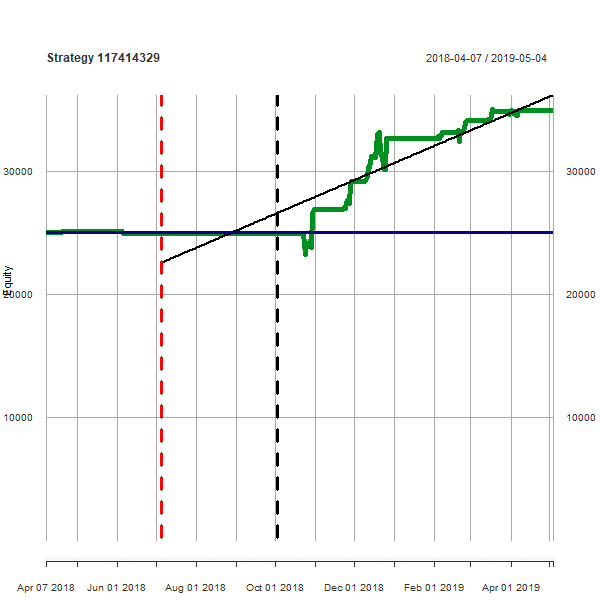 Strategy 117414329
2018-04-07 / 2019-05-04
30000
30000
Equity
20000
20000
10000
10000
Apr 07 2018
Jun 01 2018
Aug 01 2018
Oct 01 2018
Dec 01 2018
Feb 01 2019
Apr 01 2019